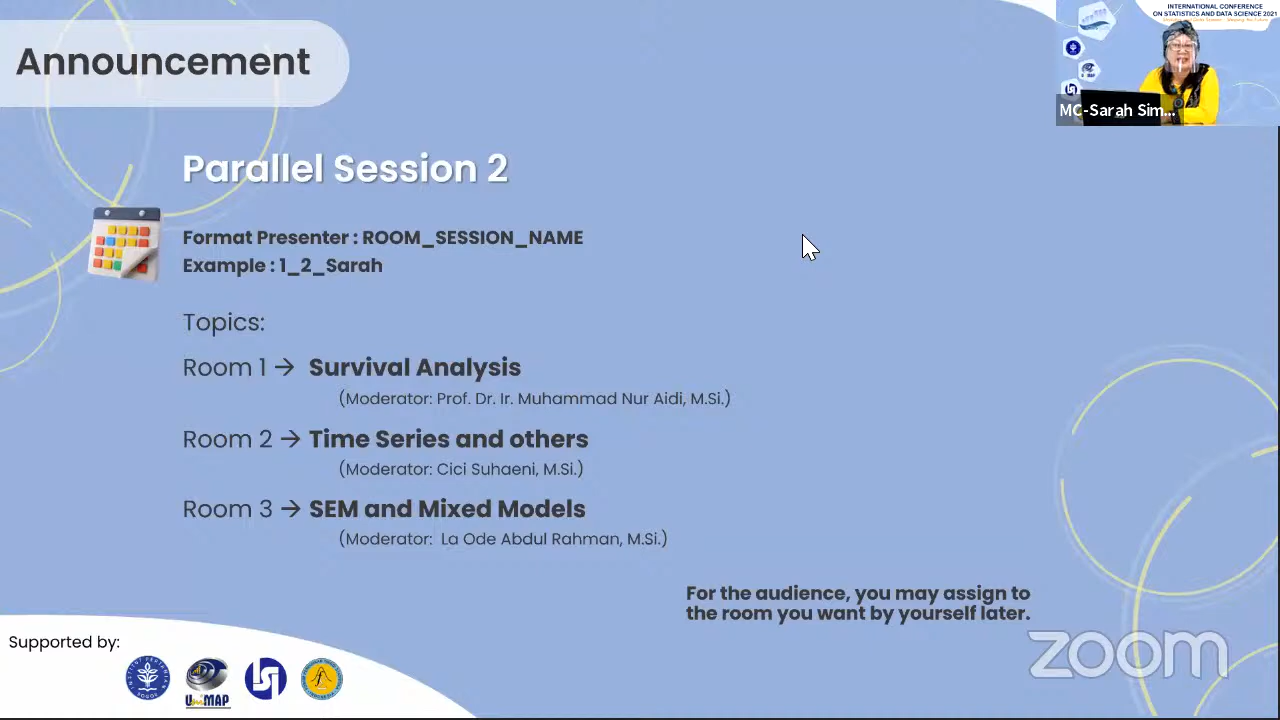 Announcement
INTERNATIONAL CONFERENCE
ON STATISTICS AND DATA SCIENCE 2021
MC-Sarah Sim...
Parallel Session 2
Format Presenter : ROOM_SESSION_NAME
Example : 1_2_Sarah
Topics:
Room 1 → Survival Analysis
(Moderator: Prof. Dr. Ir. Muhammad Nur Aidi, M.Si.)
Room 2 → Time Series and others
(Moderator: Cici Suhaeni, M.Si.)
Room 3 → SEM and Mixed Models
(Moderator: La Ode Abdul Rahman, M.Si.)
For the audience, you may assign to
the room you want by yourself later.
zoom
Supported by:
UniMAP